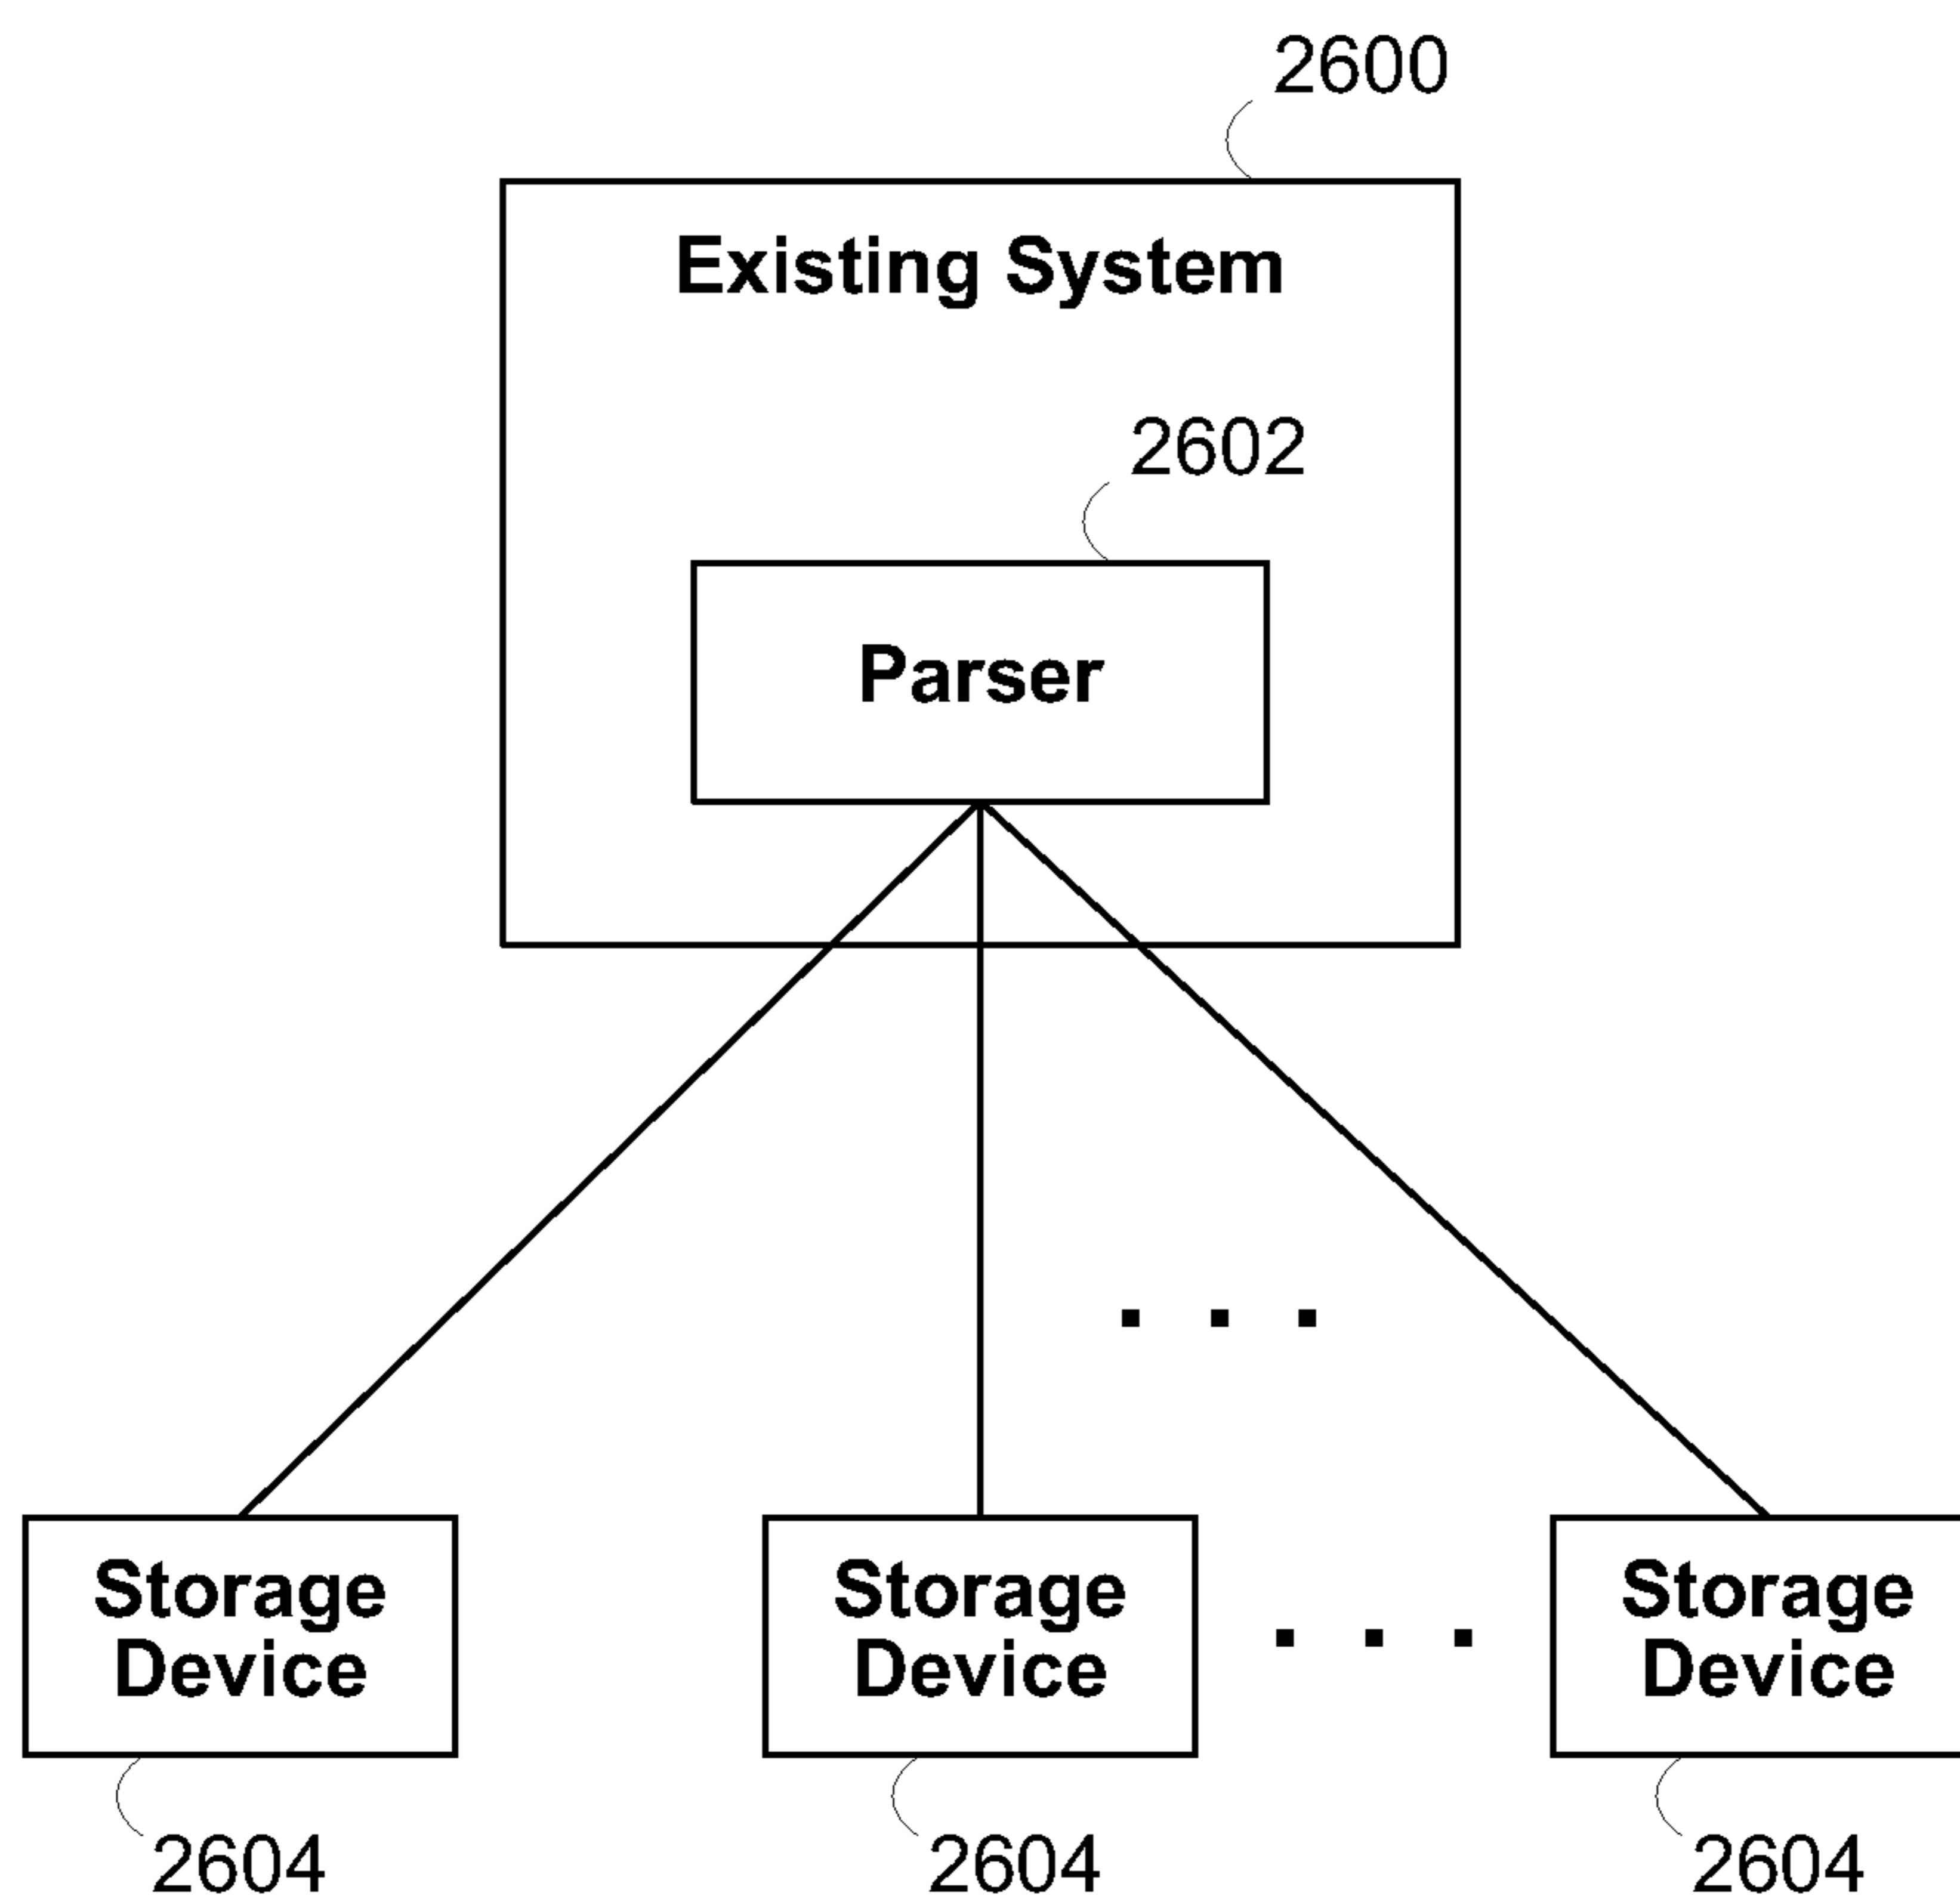 2600
Existing System
2602
Parser
. . .
Storage
Device
Storage
Device
. . .
Storage
Device
2604
2604
2604